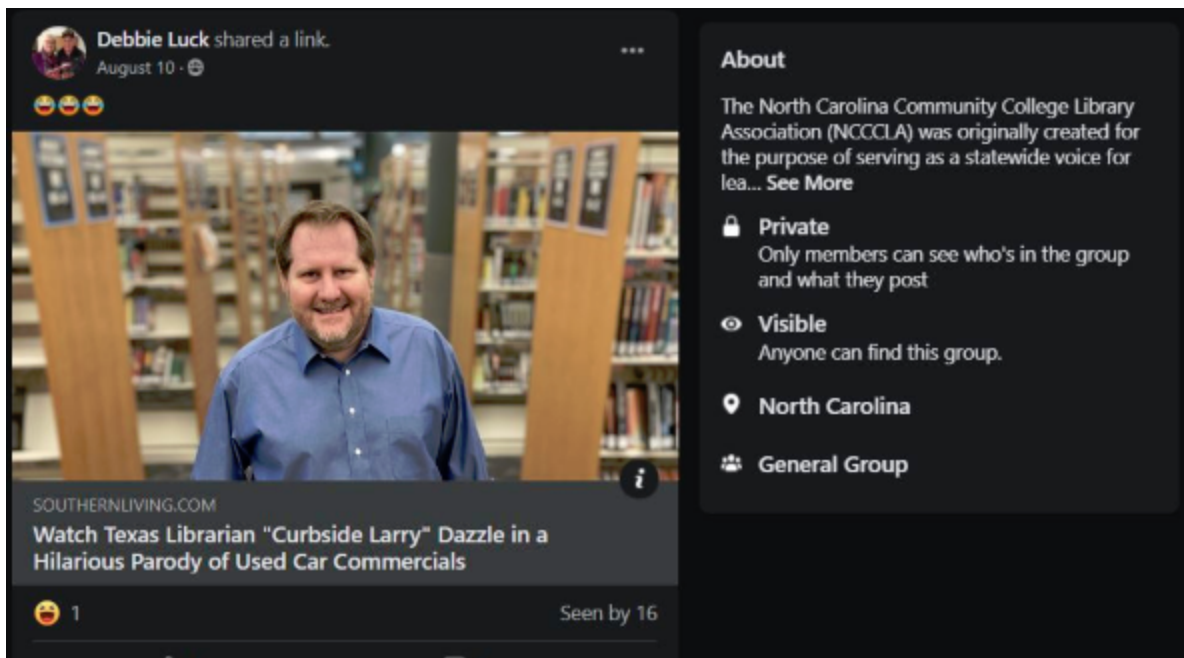 Debbie Luck shared a link.
August 10 ·
SOUTHERNLIVING.COM
Watch Texas Librarian "Curbside Larry" Dazzle in a
Hilarious Parody of Used Car Commercials
1
Seen by 16
About
The North Carolina Community College Library
Association (NCCCLA) was originally created for
the purpose of serving as a statewide voice for
lea... See More
Private
Only members can see who's in the group
and what they post
Visible
Anyone can find this group.
North Carolina
General Group